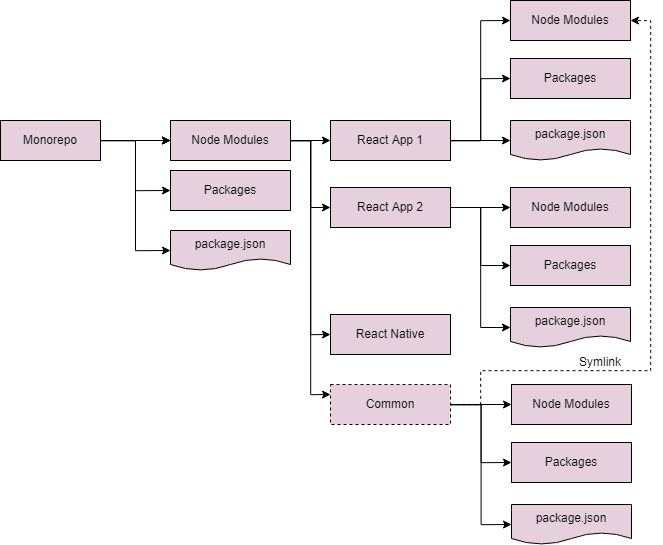 Node Modules
Packages
package.json
Monorepo
Node Modules
Packages
package.json
React App 1
React App 2
Node Modules
Packages
package.json
React Native
Symlink
Common
Node Modules
Packages
package.json